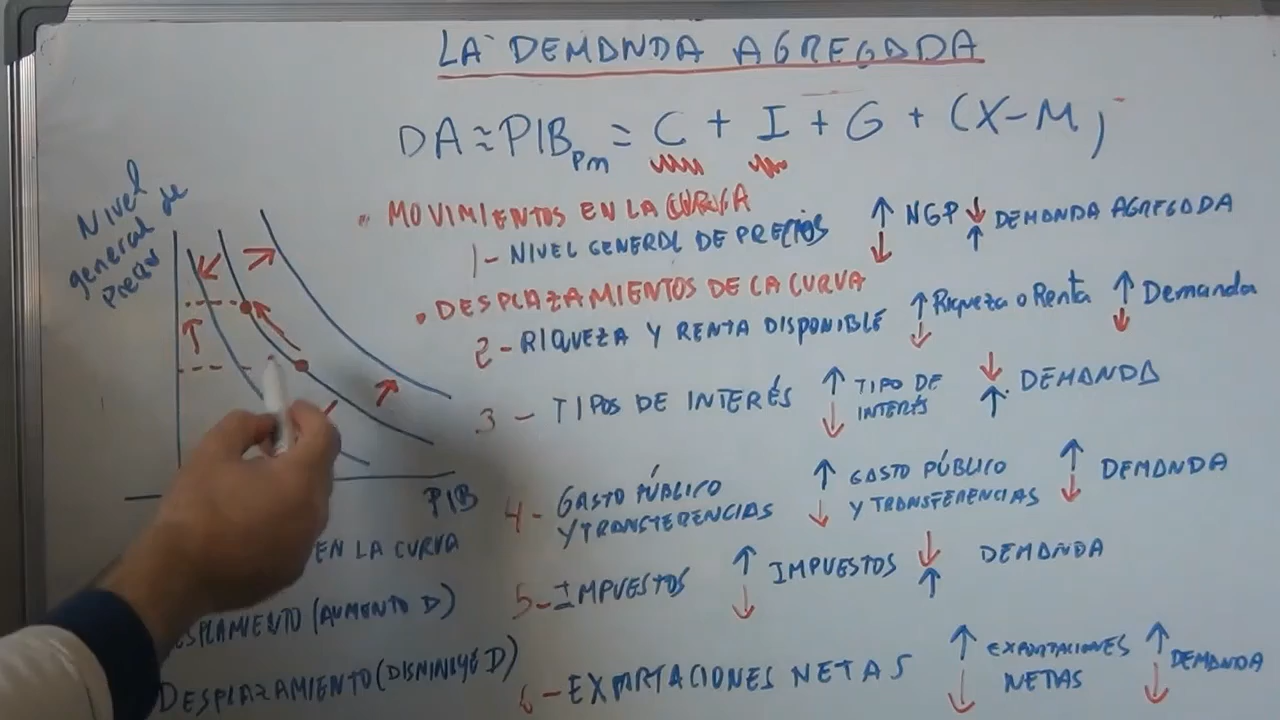 LA DEMANDA AGREGADA
DA ≈ PIBpm = C + I + G + (X-M)
Nivel general de Precios
PIB
• MOVIMIENTOS EN LA CURVA
1- NIVEL GENERAL DE PRECIOS ↑↓ NGP ↓↑ DEMANDA AGREGADA
• DESPLAZAMIENTOS DE LA CURVA
2- RIQUEZA Y RENTA DISPONIBLE ↑↓ Riqueza o Renta ↑↓ Demanda
3- TIPOS DE INTERÉS ↑↓ TIPO DE INTERÉS ↓↑ DEMANDA
4- GASTO PÚBLICO Y TRANSFERENCIAS ↑↓ GASTO PÚBLICO Y TRANSFERENCIAS ↑↓ DEMANDA
5- IMPUESTOS ↑↓ IMPUESTOS ↓↑ DEMANDA
6- EXPORTACIONES NETAS ↑↓ EXPORTACIONES NETAS ↑↓ DEMANDA
EN LA CURVA
ESPLAMIENTO (AUMENTO D)
DESPLAZAMIENTO (DISMINUYE D)